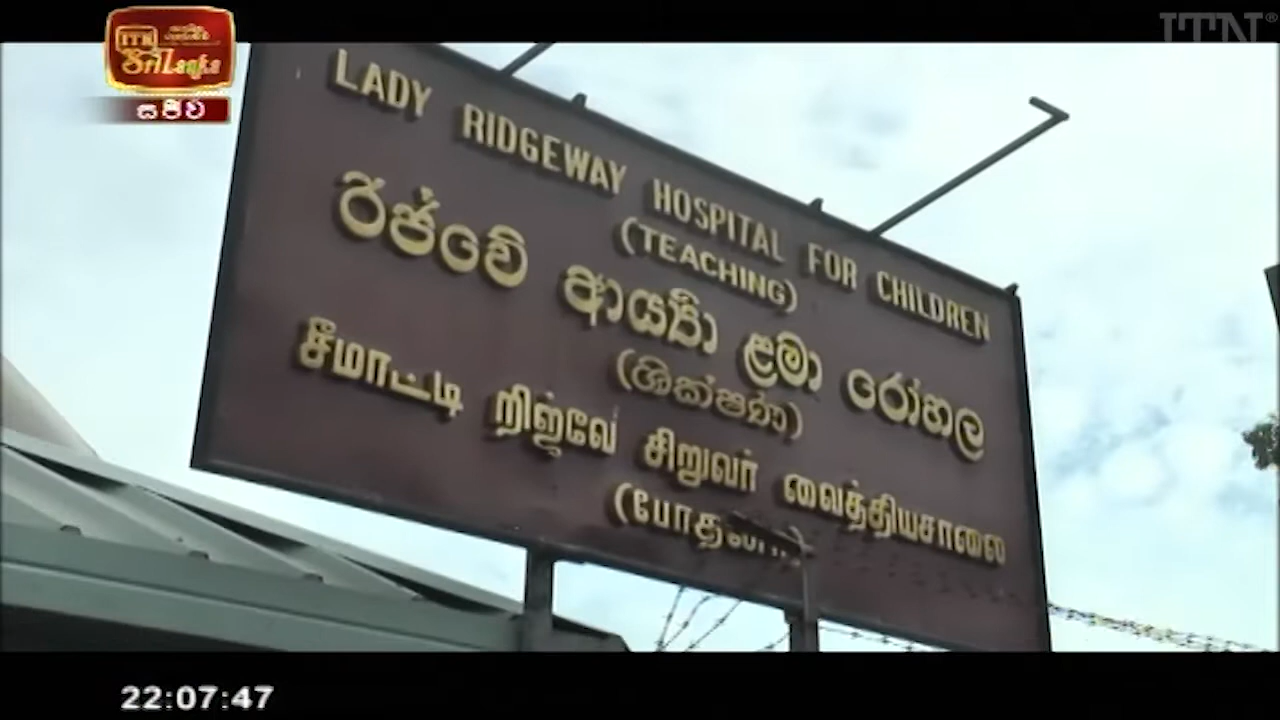 ITN
ITN
Sri Lanka
සජීව
LADY RIDGEWAY HOSPITAL FOR CHILDREN
(TEACHING)
රිජ්වේ ආර්‍ය්‍යා ළමා රෝහල
(ශික්ෂණ)
சீமாட்டி றிஜ்வே சிறுவர் வைத்தியசாலை
22:07:47